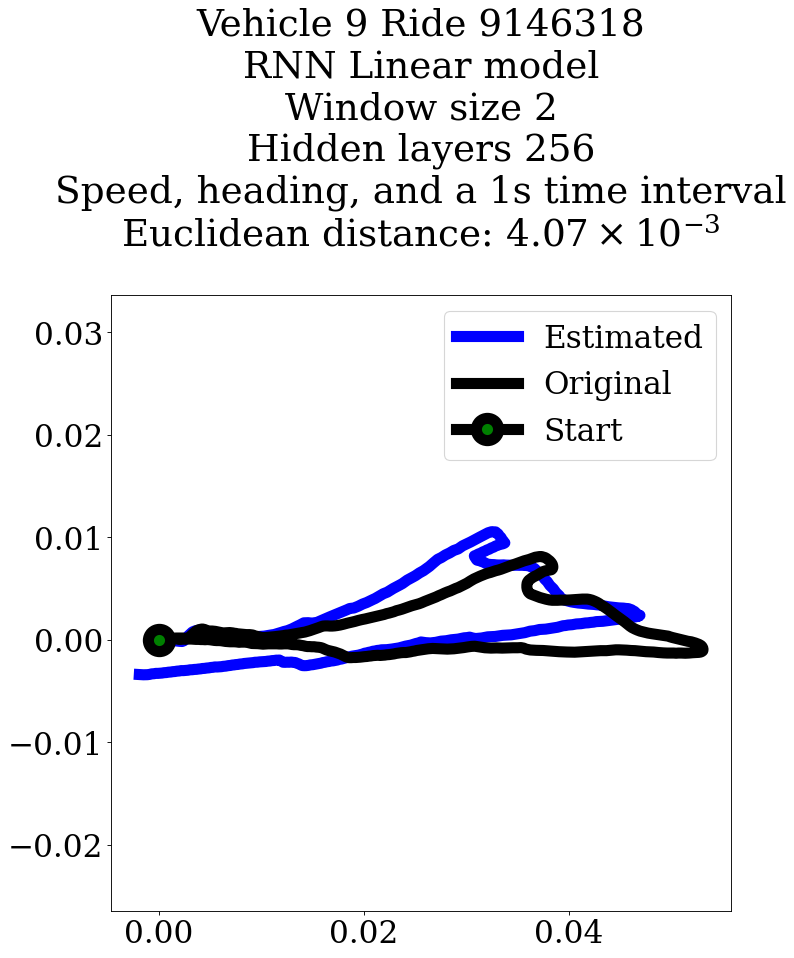 Vehicle 9 Ride 9146318
RNN Linear model
Window size 2
Hidden layers 256
Speed, heading, and a 1s time interval
Euclidean distance: 4.07 × 10⁻³
0.03
0.02
0.01
0.00
−0.01
−0.02
Estimated
Original
Start
0.00 0.02 0.04